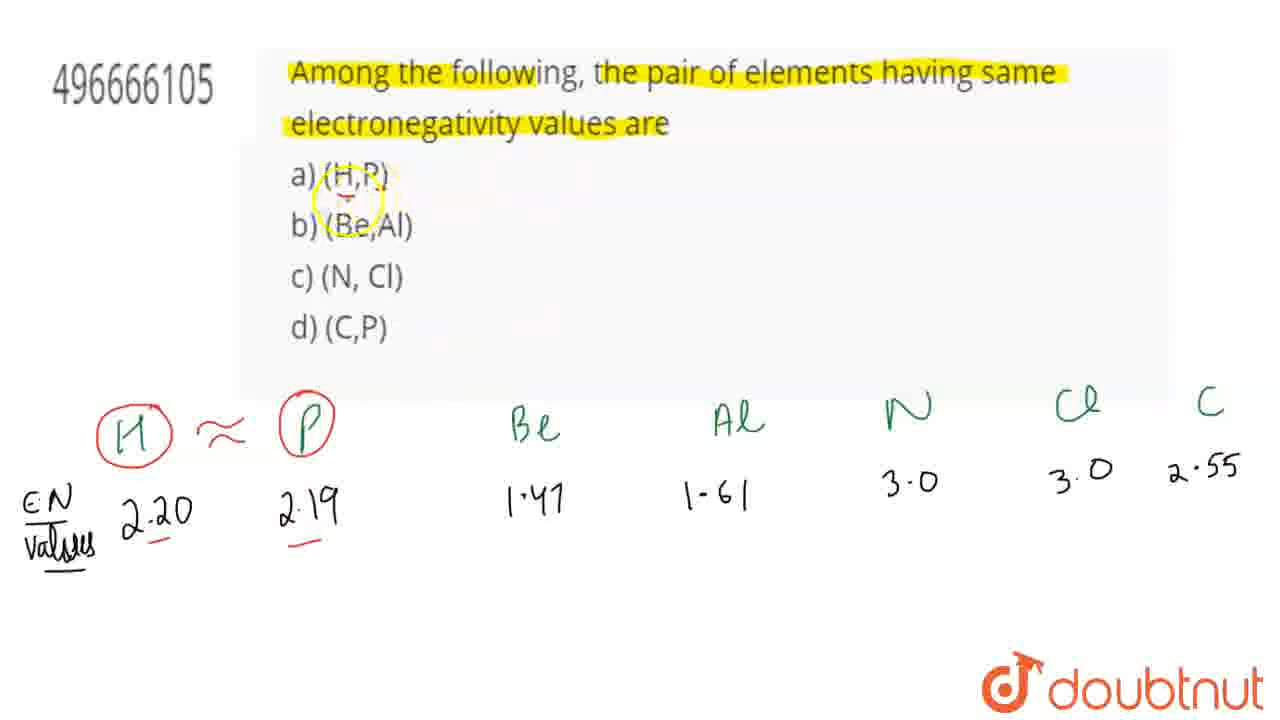 496666105
Among the following, the pair of elements having same
electronegativity values are
a) (H,P)
b) (Be,Al)
c) (N, Cl)
d) (C,P)
H ≈ P Be Al N Cl C
E.N
values 2.20 2.19 1.47 1.61 3.0 3.0 2.55
doubtnut